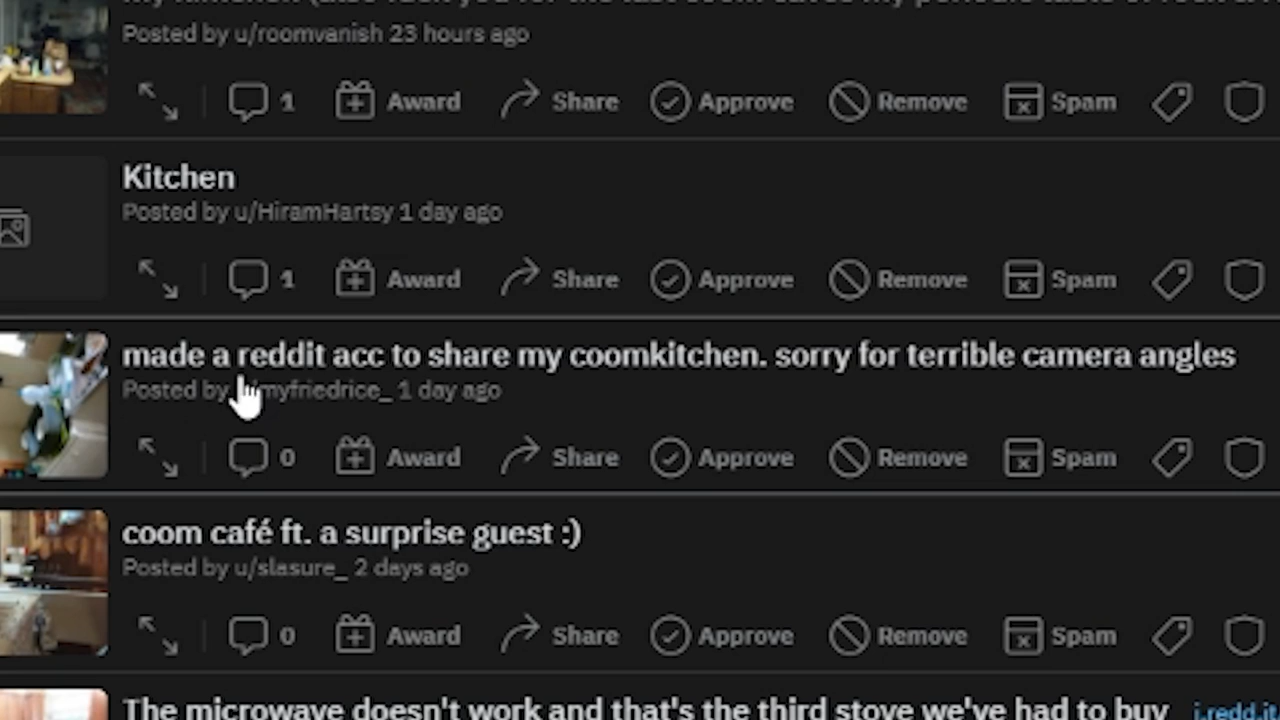 Posted by u/roomvanish 23 hours ago
1 Award Share Approve Remove Spam
Kitchen
Posted by u/HiramHartsy 1 day ago
1 Award Share Approve Remove Spam
made a reddit acc to share my coomkitchen. sorry for terrible camera angles
Posted by myfriedrice_ 1 day ago
0 Award Share Approve Remove Spam
coom café ft. a surprise guest :)
Posted by u/slasure_ 2 days ago
0 Award Share Approve Remove Spam
The microwave doesn't work and that's the third stove we've had to buy i.redd.it